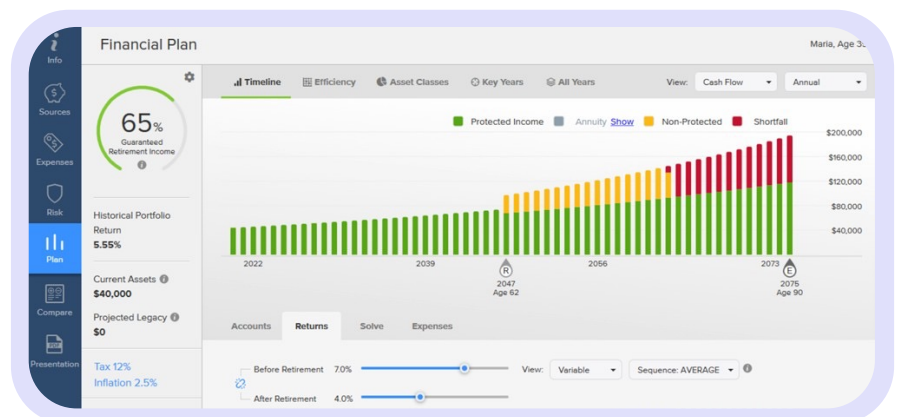 Info
Sources
Expenses
Risk
Plan
Compare
PDF
Presentation
Financial Plan
Maria, Age
65%
Guaranteed
Retirement Income
Historical Portfolio
Return
5.55%
Current Assets
$40,000
Projected Legacy
$0
Tax 12%
Inflation 2.5%
Timeline
Efficiency
Asset Classes
Key Years
All Years
View:
Cash Flow
Annual
Protected Income
Annuity Show
Non-Protected
Shortfall
$200,000
$160,000
$120,000
$80,000
$40,000
2022
2039
2056
2073
R
E
2047
Age 62
2075
Age 90
Accounts
Returns
Solve
Expenses
Before Retirement 7.0%
View:
Variable
Sequence: AVERAGE
After Retirement 4.0%